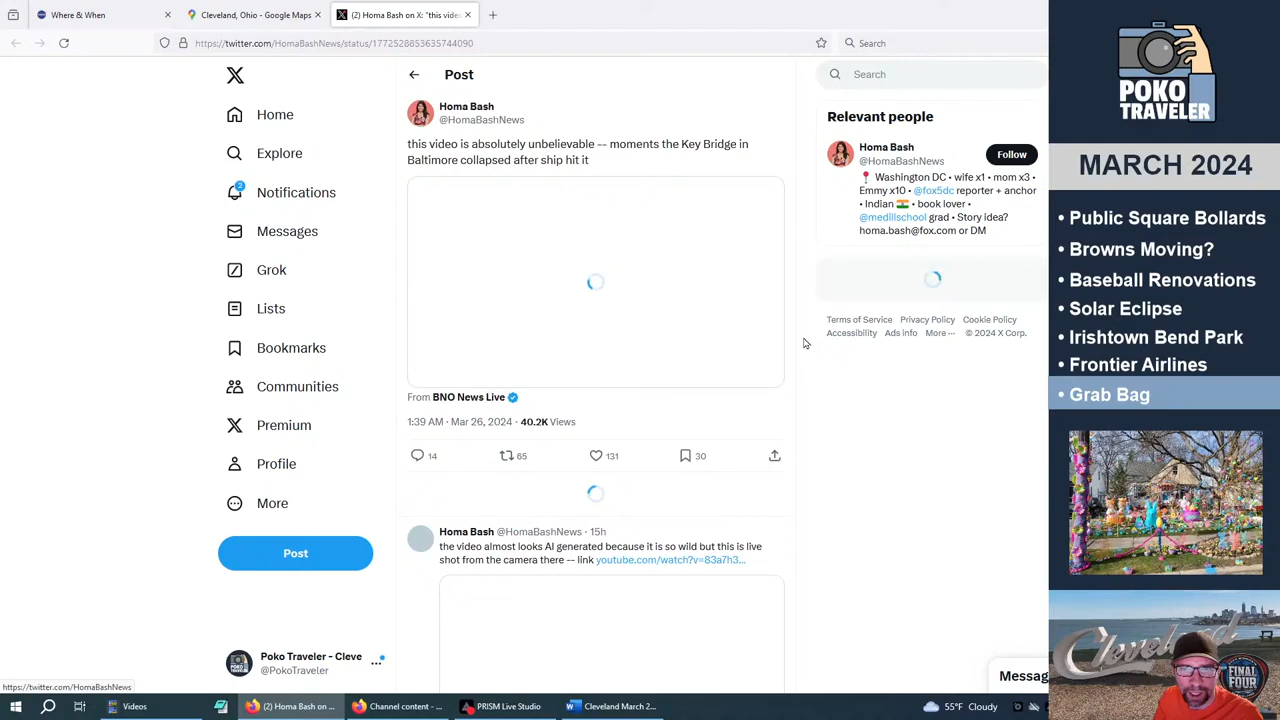 Where & When
Cleveland, Ohio - Google Maps
(2) Homa Bash on X: "this vide
https://twitter.com/HomaBashNews/status/1772528853635744090
Search
Home
Explore
2
Notifications
Messages
Grok
Lists
Bookmarks
Communities
Premium
Profile
More
Post
Poko Traveler - Cleve
@PokoTraveler
Post
Homa Bash
@HomaBashNews
this video is absolutely unbelievable -- moments the Key Bridge in
Baltimore collapsed after ship hit it
From BNO News Live
1:39 AM · Mar 26, 2024 · 40.2K Views
14 65 131 30
Homa Bash @HomaBashNews · 15h
the video almost looks AI generated because it is so wild but this is live
shot from the camera there -- link youtube.com/watch?v=83a7h3...
Search
Relevant people
Homa Bash
@HomaBashNews
Follow
Washington DC • wife x1 • mom x3 •
Emmy x10 • @fox5dc reporter + anchor
• Indian 🇮🇳 • book lover •
@medillschool grad • Story idea?
homa.bash@fox.com or DM
Terms of Service Privacy Policy Cookie Policy
Accessibility Ads info More ··· © 2024 X Corp.
Messag
https://twitter.com/HomaBashNews
Videos
(2) Homa Bash on ...
Channel content - ...
PRISM Live Studio
Cleveland March 2...
55°F Cloudy
POKO
TRAVELER
MARCH 2024
• Public Square Bollards
• Browns Moving?
• Baseball Renovations
• Solar Eclipse
• Irishtown Bend Park
• Frontier Airlines
• Grab Bag
Cleveland
FINAL
FOUR